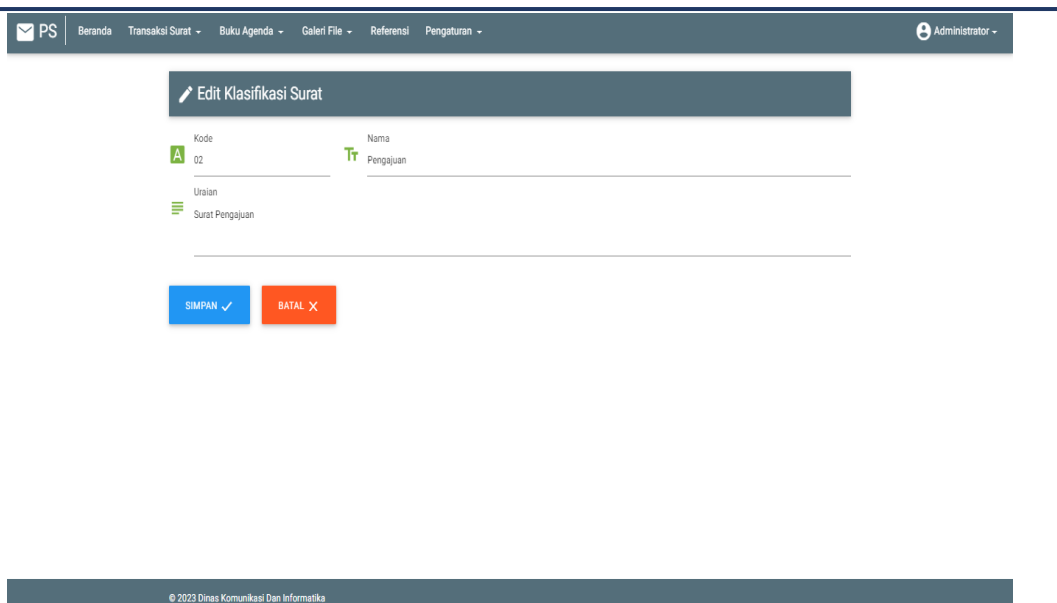 PS Beranda Transaksi Surat Buku Agenda Galeri File Referensi Pengaturan Administrator
Edit Klasifikasi Surat
Kode Nama
02 Pengajuan
Uraian
Surat Pengajuan
SIMPAN BATAL
© 2023 Dinas Komunikasi Dan Informatika